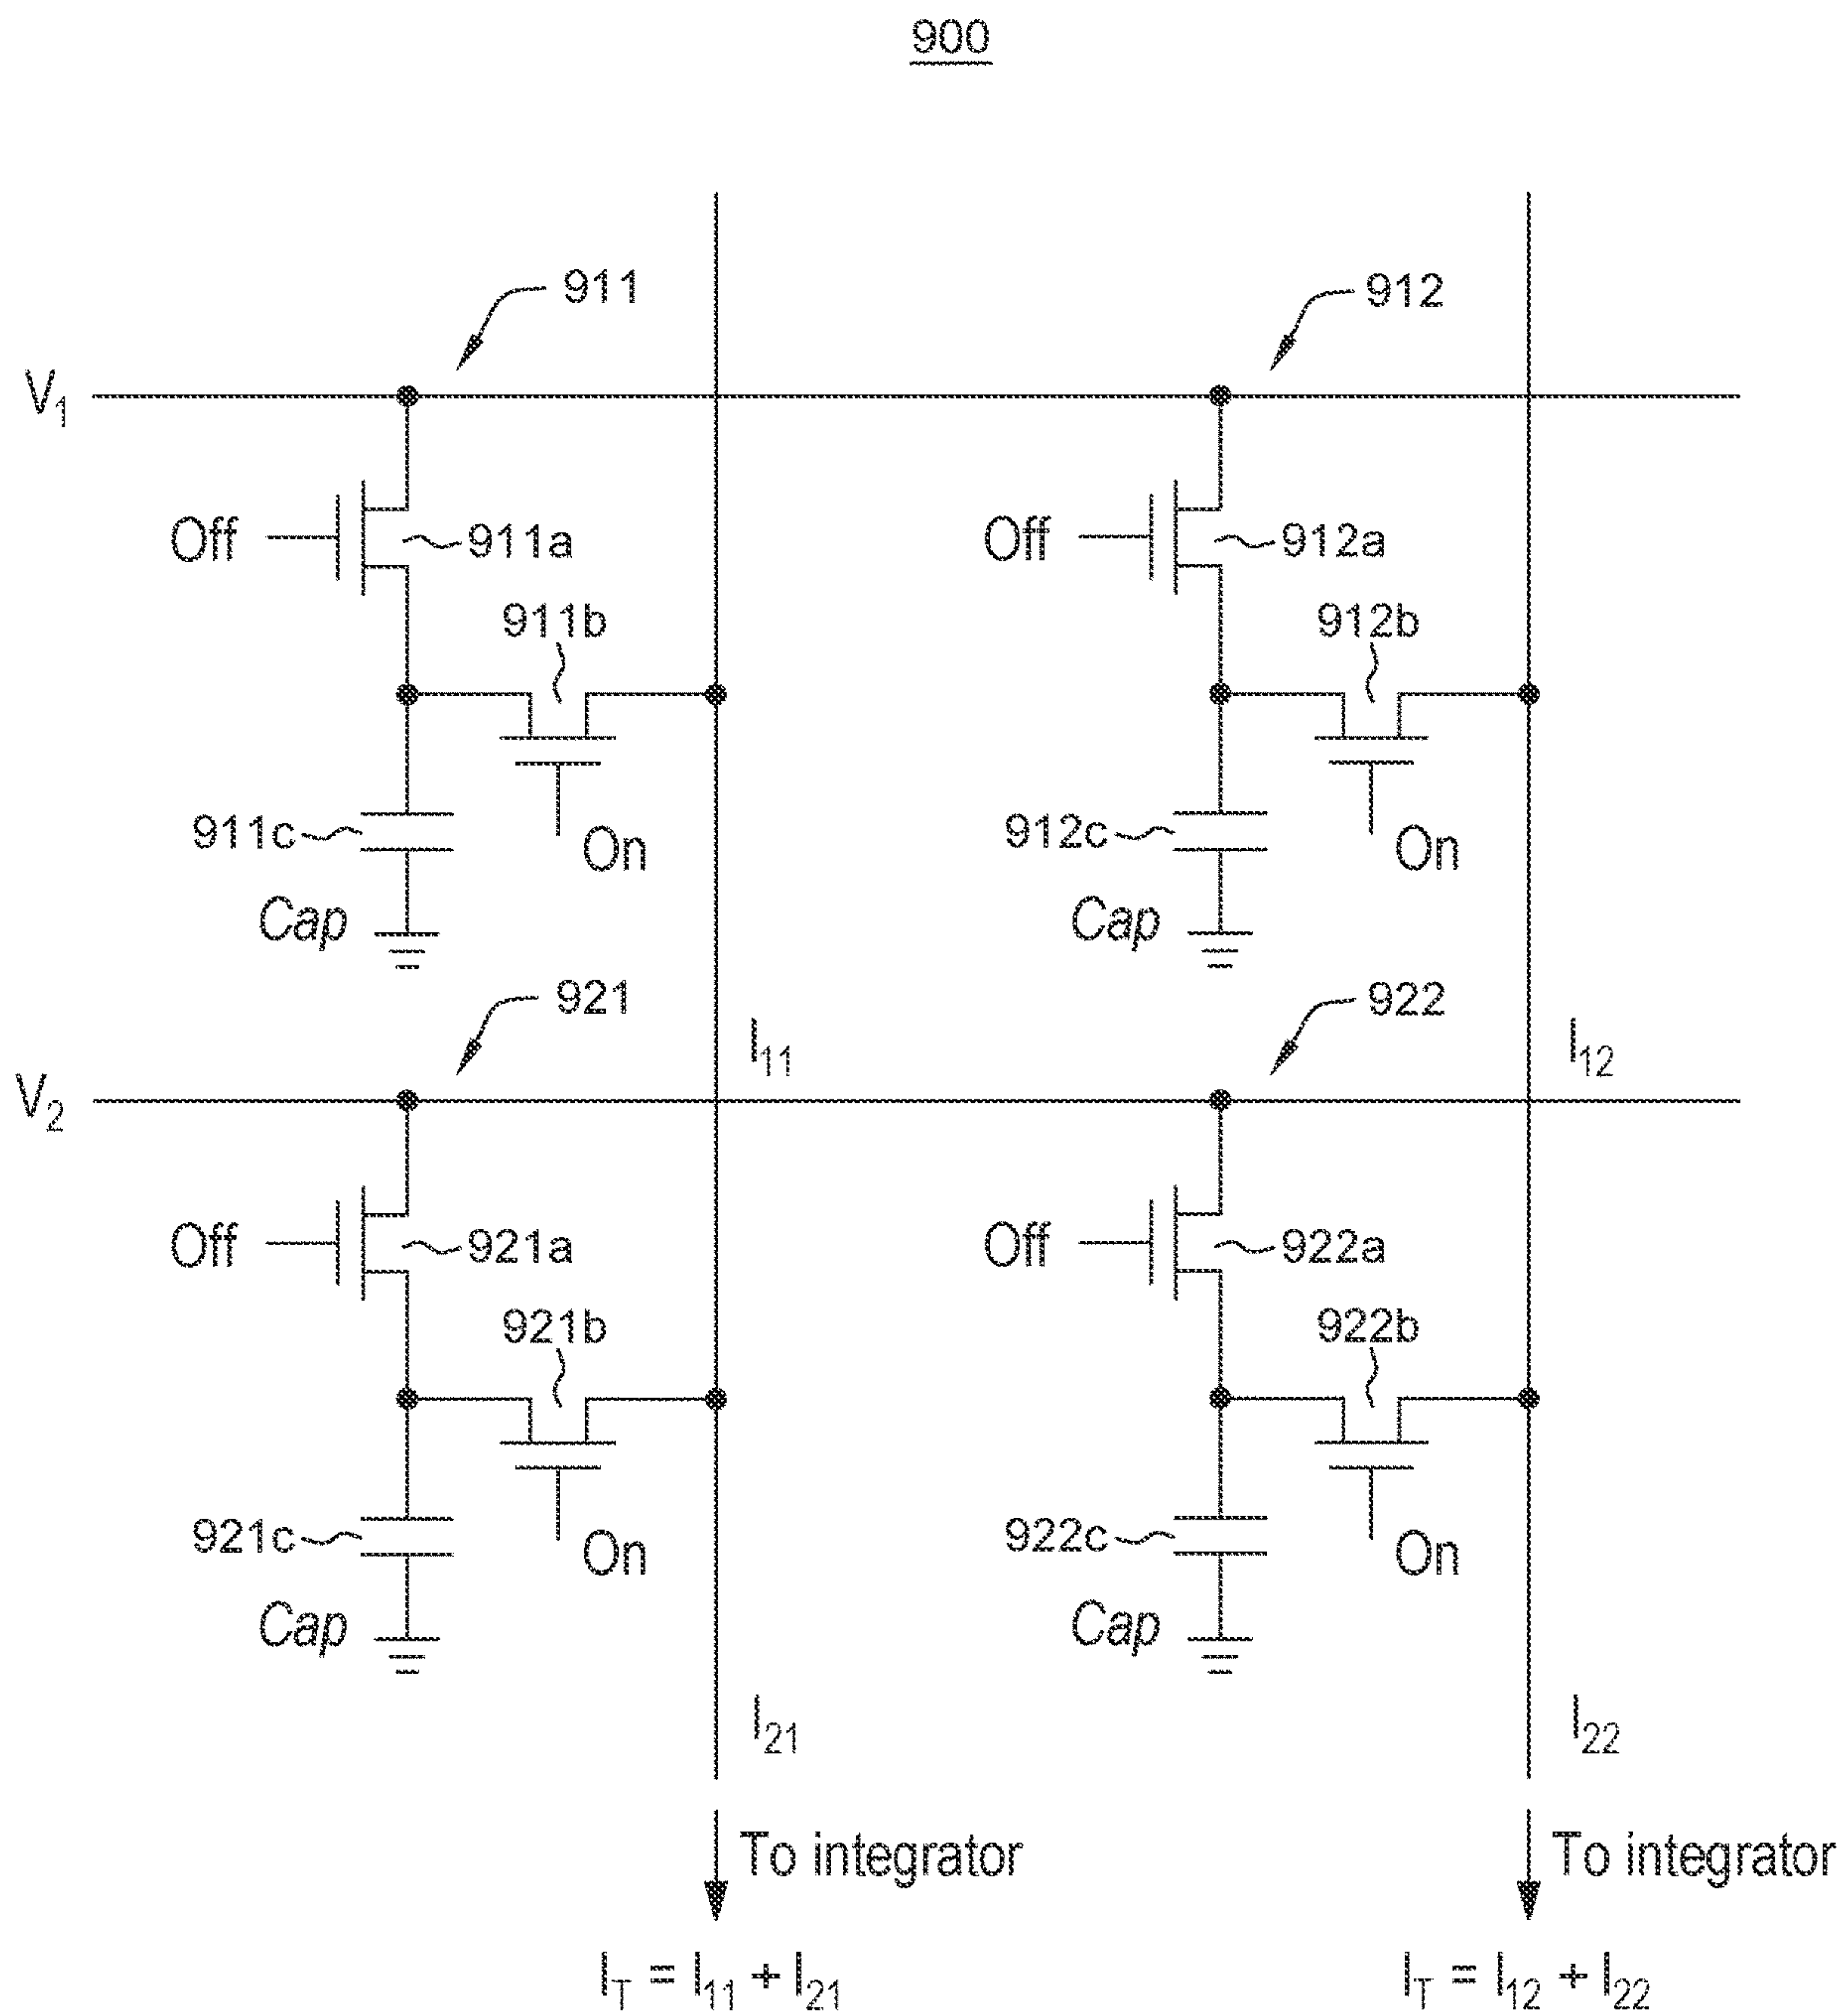 900
911
912
V1
Off
911a
Off
912a
911b
912b
911c
On
912c
On
Cap
Cap
921
922
I11
I12
V2
Off
921a
Off
922a
921b
922b
921c
On
922c
On
Cap
Cap
I21
I22
To integrator
To integrator
IT = I11 + I21
IT = I12 + I22